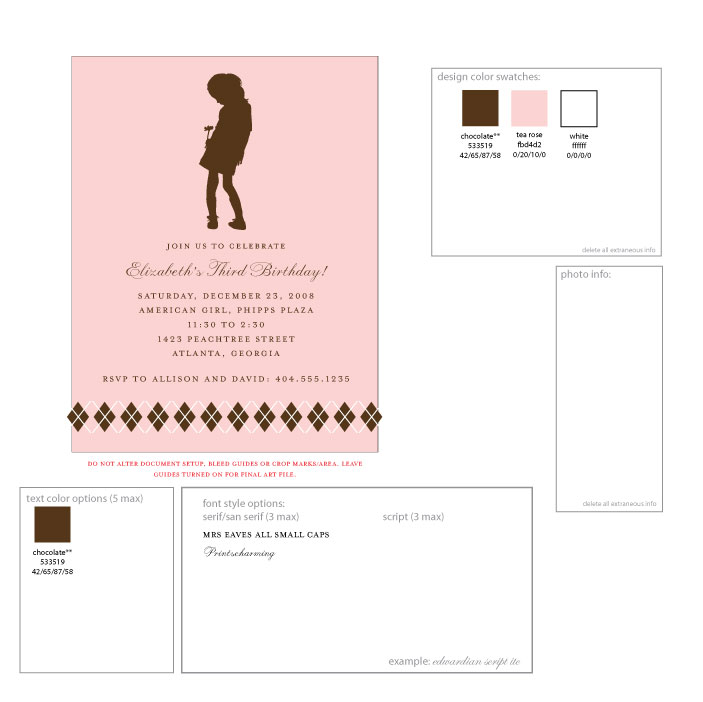 JOIN US TO CELEBRATE
Elizabeth's Third Birthday!
SATURDAY, DECEMBER 23, 2008
AMERICAN GIRL, PHIPPS PLAZA
11:30 TO 2:30
1423 PEACHTREE STREET
ATLANTA, GEORGIA
RSVP TO ALLISON AND DAVID: 404.555.1235
DO NOT ALTER DOCUMENT SETUP, BLEED GUIDES OR CROP MARKS/AREA. LEAVE
GUIDES TURNED ON FOR FINAL ART FILE.
design color swatches:
chocolate** tea rose white
533519 fbd4d2 ffffff
42/65/87/58 0/20/10/0 0/0/0/0
delete all extraneous info
photo info:
delete all extraneous info
text color options (5 max)
chocolate**
533519
42/65/87/58
font style options:
serif/san serif (3 max) script (3 max)
MRS EAVES ALL SMALL CAPS
Printscharming
example: edwardian script itc